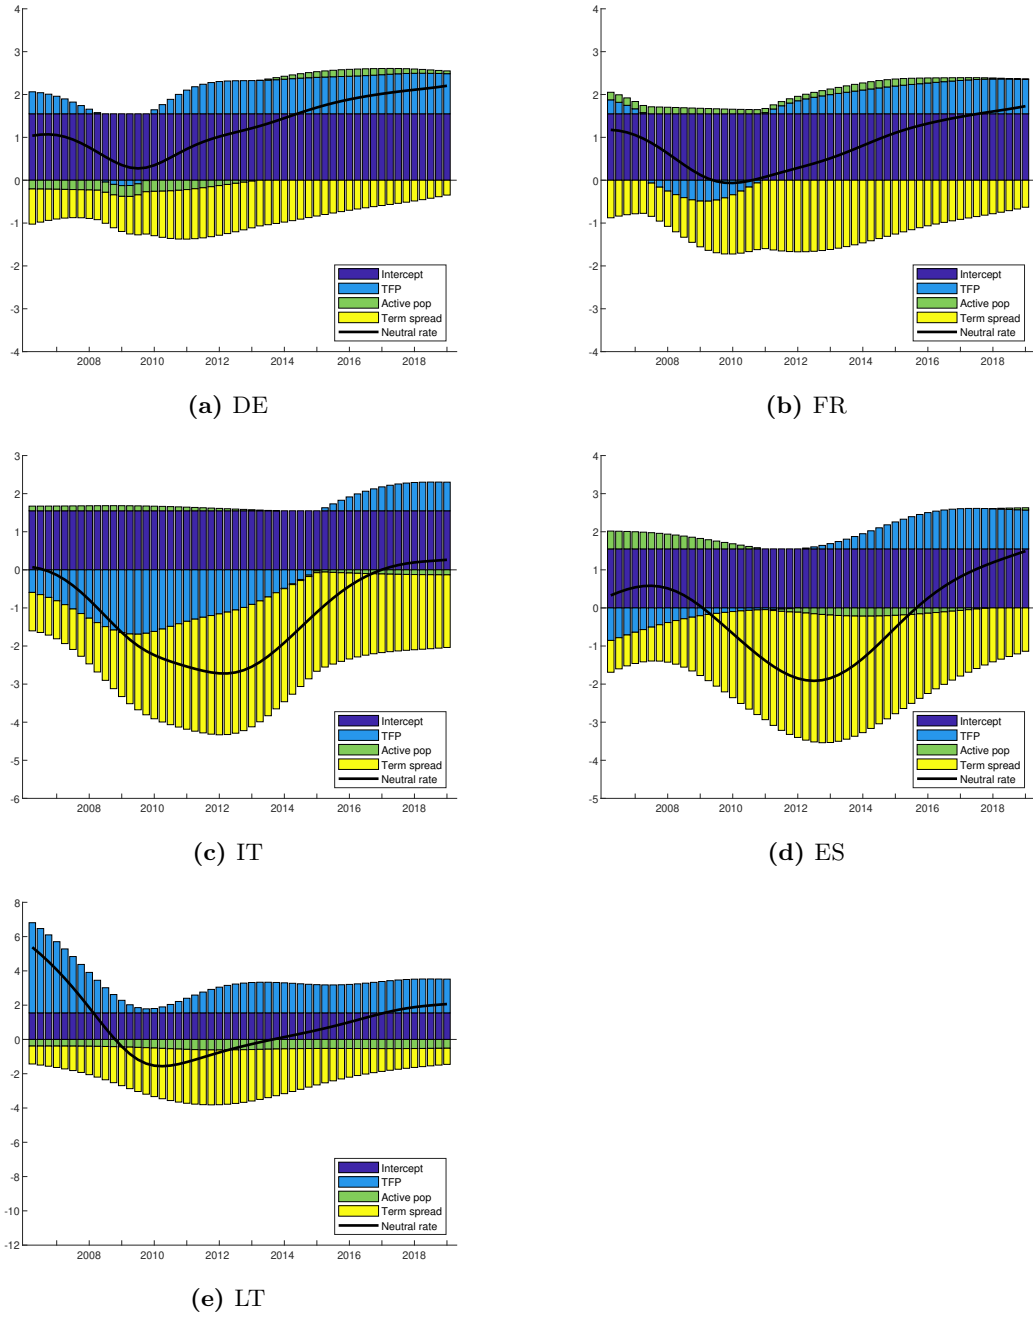 4
3
2
1
0
-1
-2
-3
-4
2008 2010 2012 2014 2016 2018
Intercept
TFP
Active pop
Term spread
Neutral rate
(a) DE
4
3
2
1
0
-1
-2
-3
-4
2008 2010 2012 2014 2016 2018
Intercept
TFP
Active pop
Term spread
Neutral rate
(b) FR
3
2
1
0
-1
-2
-3
-4
-5
-6
2008 2010 2012 2014 2016 2018
Intercept
TFP
Active pop
Term spread
Neutral rate
(c) IT
4
3
2
1
0
-1
-2
-3
-4
-5
2008 2010 2012 2014 2016 2018
Intercept
TFP
Active pop
Term spread
Neutral rate
(d) ES
8
6
4
2
0
-2
-4
-6
-8
-10
-12
2008 2010 2012 2014 2016 2018
Intercept
TFP
Active pop
Term spread
Neutral rate
(e) LT